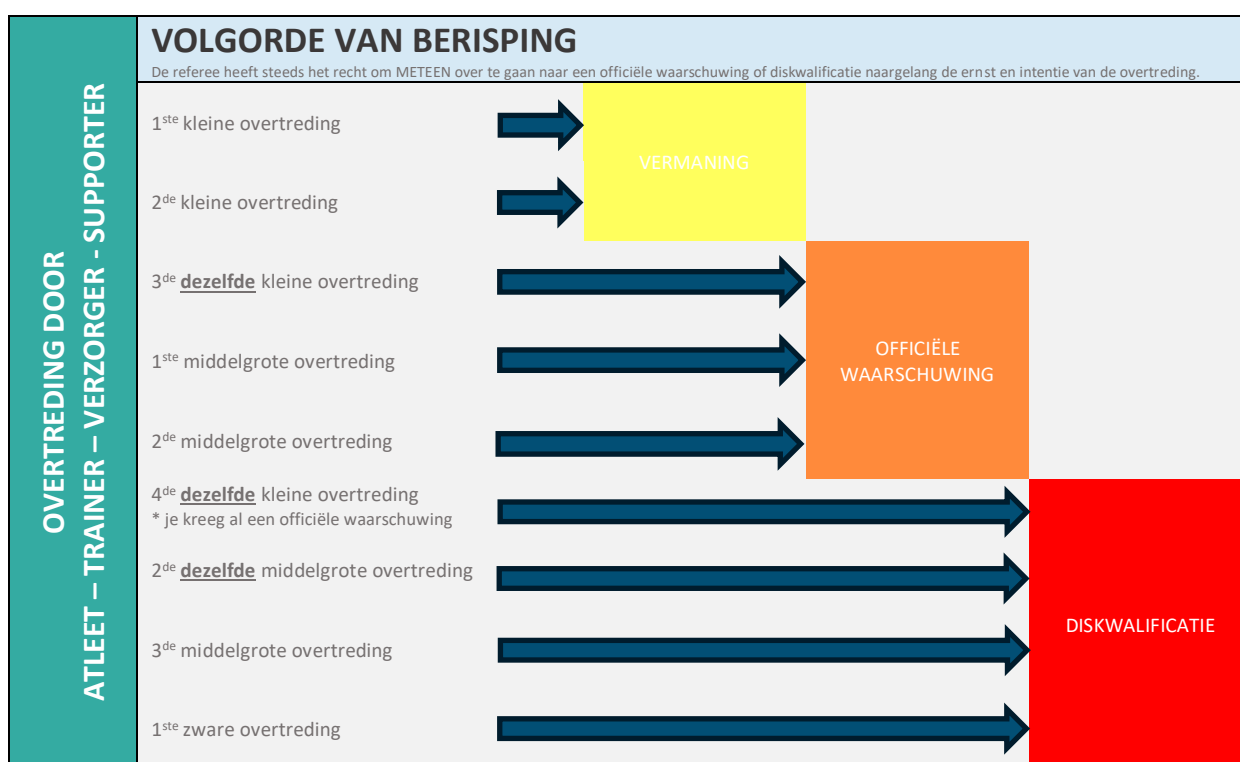 OVERTREDING DOOR
ATLEET – TRAINER – VERZORGER - SUPPORTER
VOLGORDE VAN BERISPING
De referee heeft steeds het recht om METEEN over te gaan naar een officiële waarschuwing of diskwalificatie naargelang de ernst en intentie van de overtreding.
1ste kleine overtreding
VERMANING
2de kleine overtreding
3de dezelfde kleine overtreding
1ste middelgrote overtreding
OFFICIËLE
WAARSCHUWING
2de middelgrote overtreding
4de dezelfde kleine overtreding
* je kreeg al een officiële waarschuwing
2de dezelfde middelgrote overtreding
DISKWALIFICATIE
3de middelgrote overtreding
1ste zware overtreding